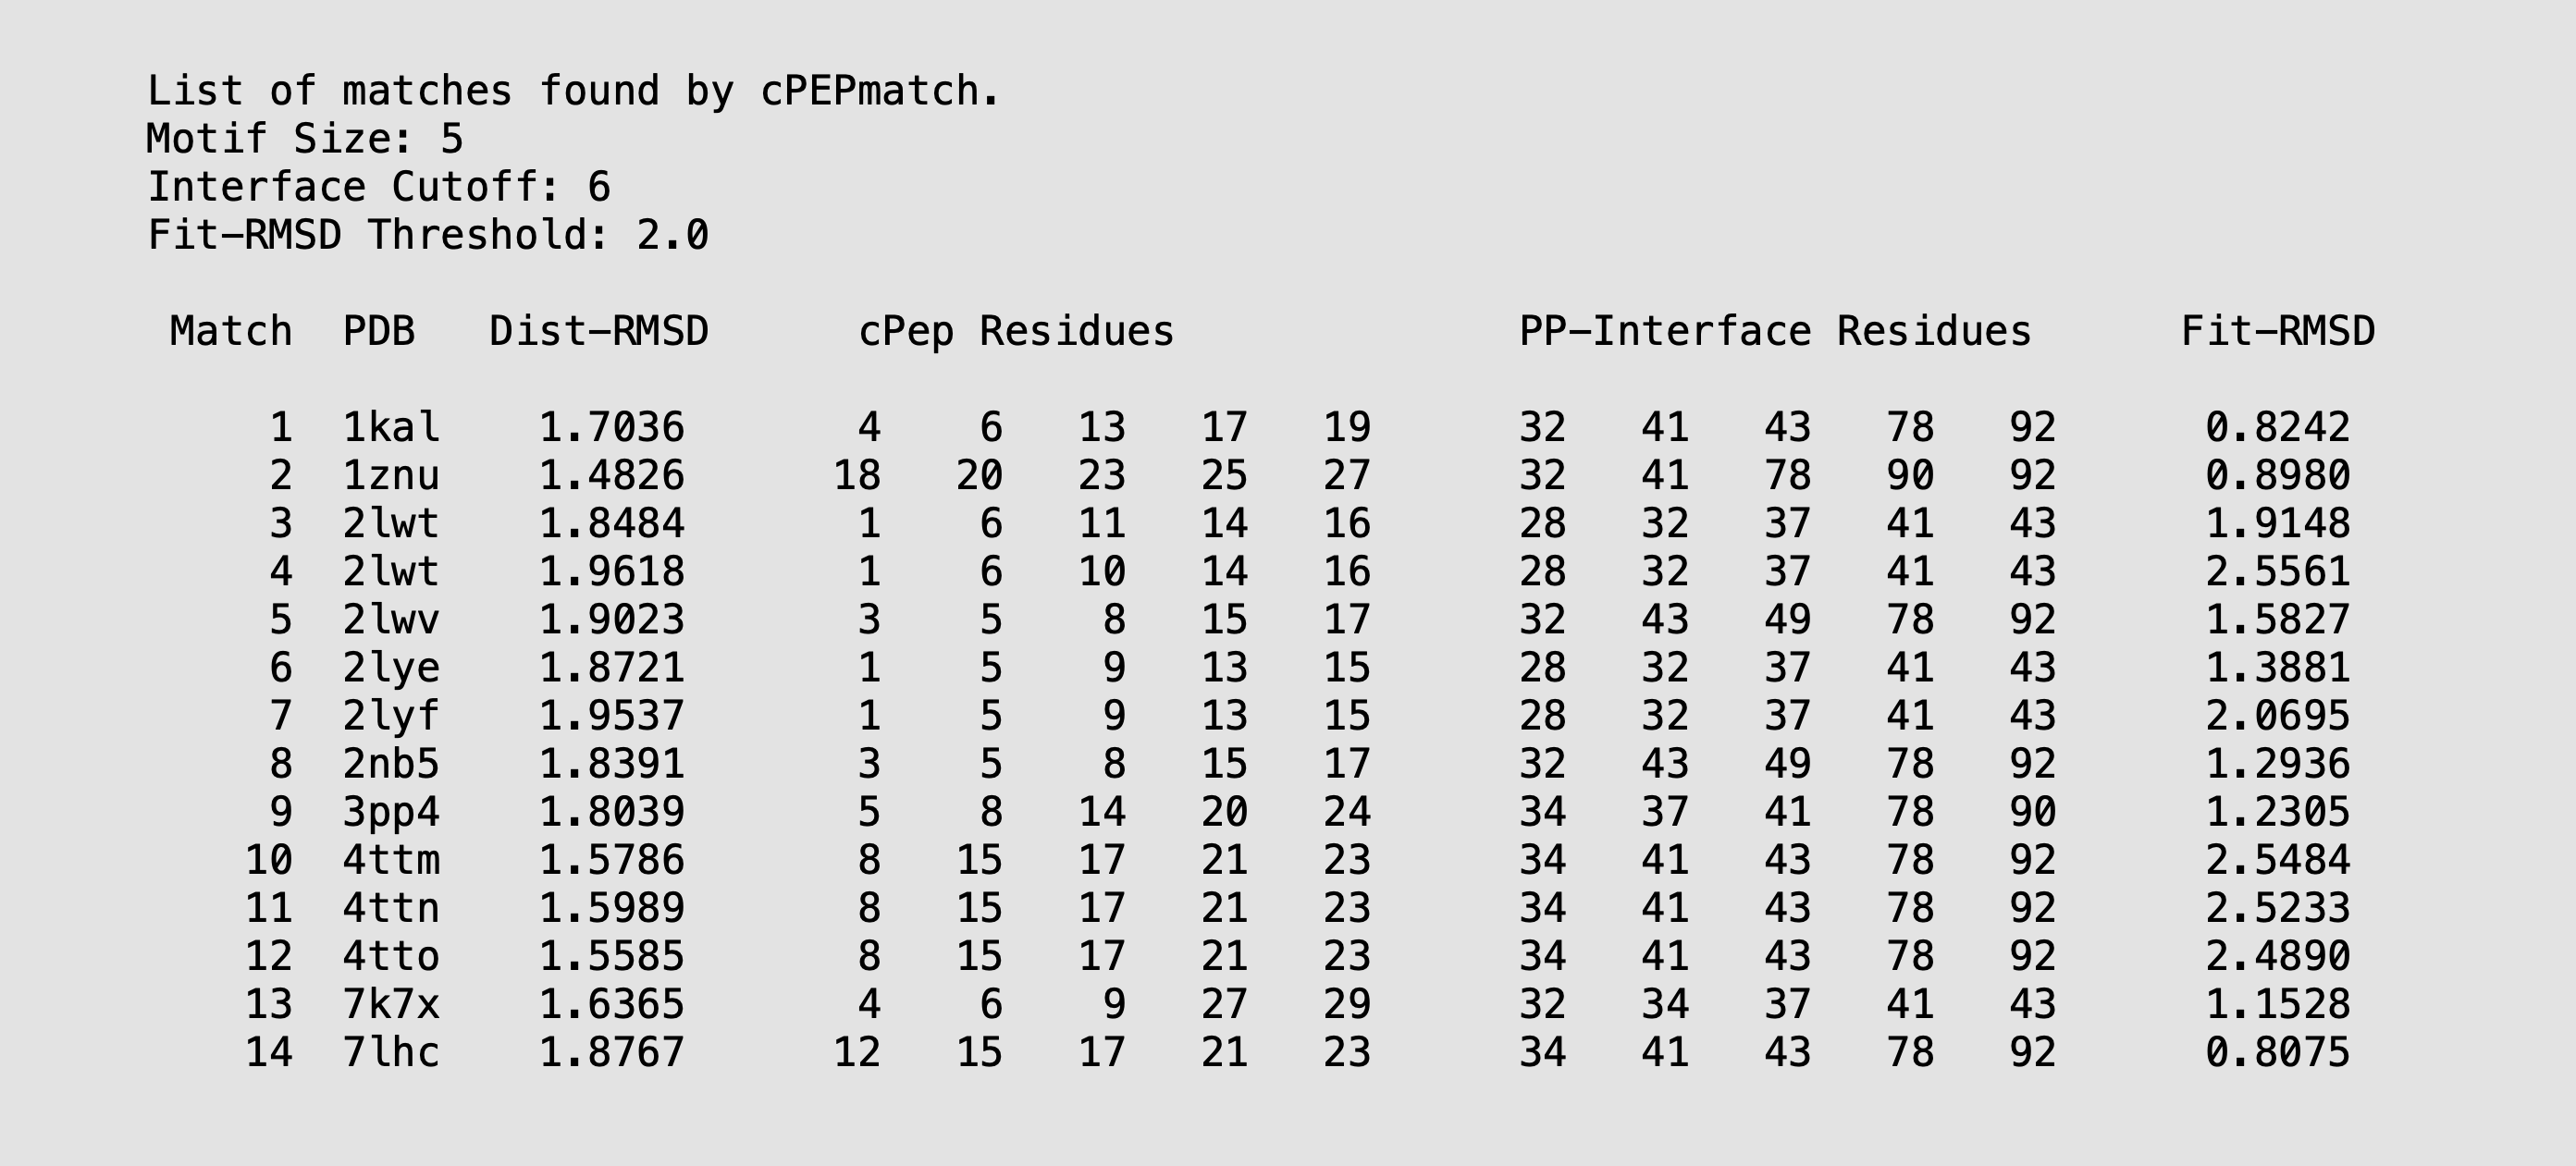 List of matches found by cPEPmatch.
Motif Size: 5
Interface Cutoff: 6
Fit-RMSD Threshold: 2.0
Match PDB Dist-RMSD cPep Residues PP-Interface Residues Fit-RMSD
1 1kal 1.7036 4 6 13 17 19 32 41 43 78 92 0.8242
2 1znu 1.4826 18 20 23 25 27 32 41 78 90 92 0.8980
3 2lwt 1.8484 1 6 11 14 16 28 32 37 41 43 1.9148
4 2lwt 1.9618 1 6 10 14 16 28 32 37 41 43 2.5561
5 2lwv 1.9023 3 5 8 15 17 32 43 49 78 92 1.5827
6 2lye 1.8721 1 5 9 13 15 28 32 37 41 43 1.3881
7 2lyf 1.9537 1 5 9 13 15 28 32 37 41 43 2.0695
8 2nb5 1.8391 3 5 8 15 17 32 43 49 78 92 1.2936
9 3pp4 1.8039 5 8 14 20 24 34 37 41 78 90 1.2305
10 4ttm 1.5786 8 15 17 21 23 34 41 43 78 92 2.5484
11 4ttn 1.5989 8 15 17 21 23 34 41 43 78 92 2.5233
12 4tto 1.5585 8 15 17 21 23 34 41 43 78 92 2.4890
13 7k7x 1.6365 4 6 9 27 29 32 34 37 41 43 1.1528
14 7lhc 1.8767 12 15 17 21 23 34 41 43 78 92 0.8075